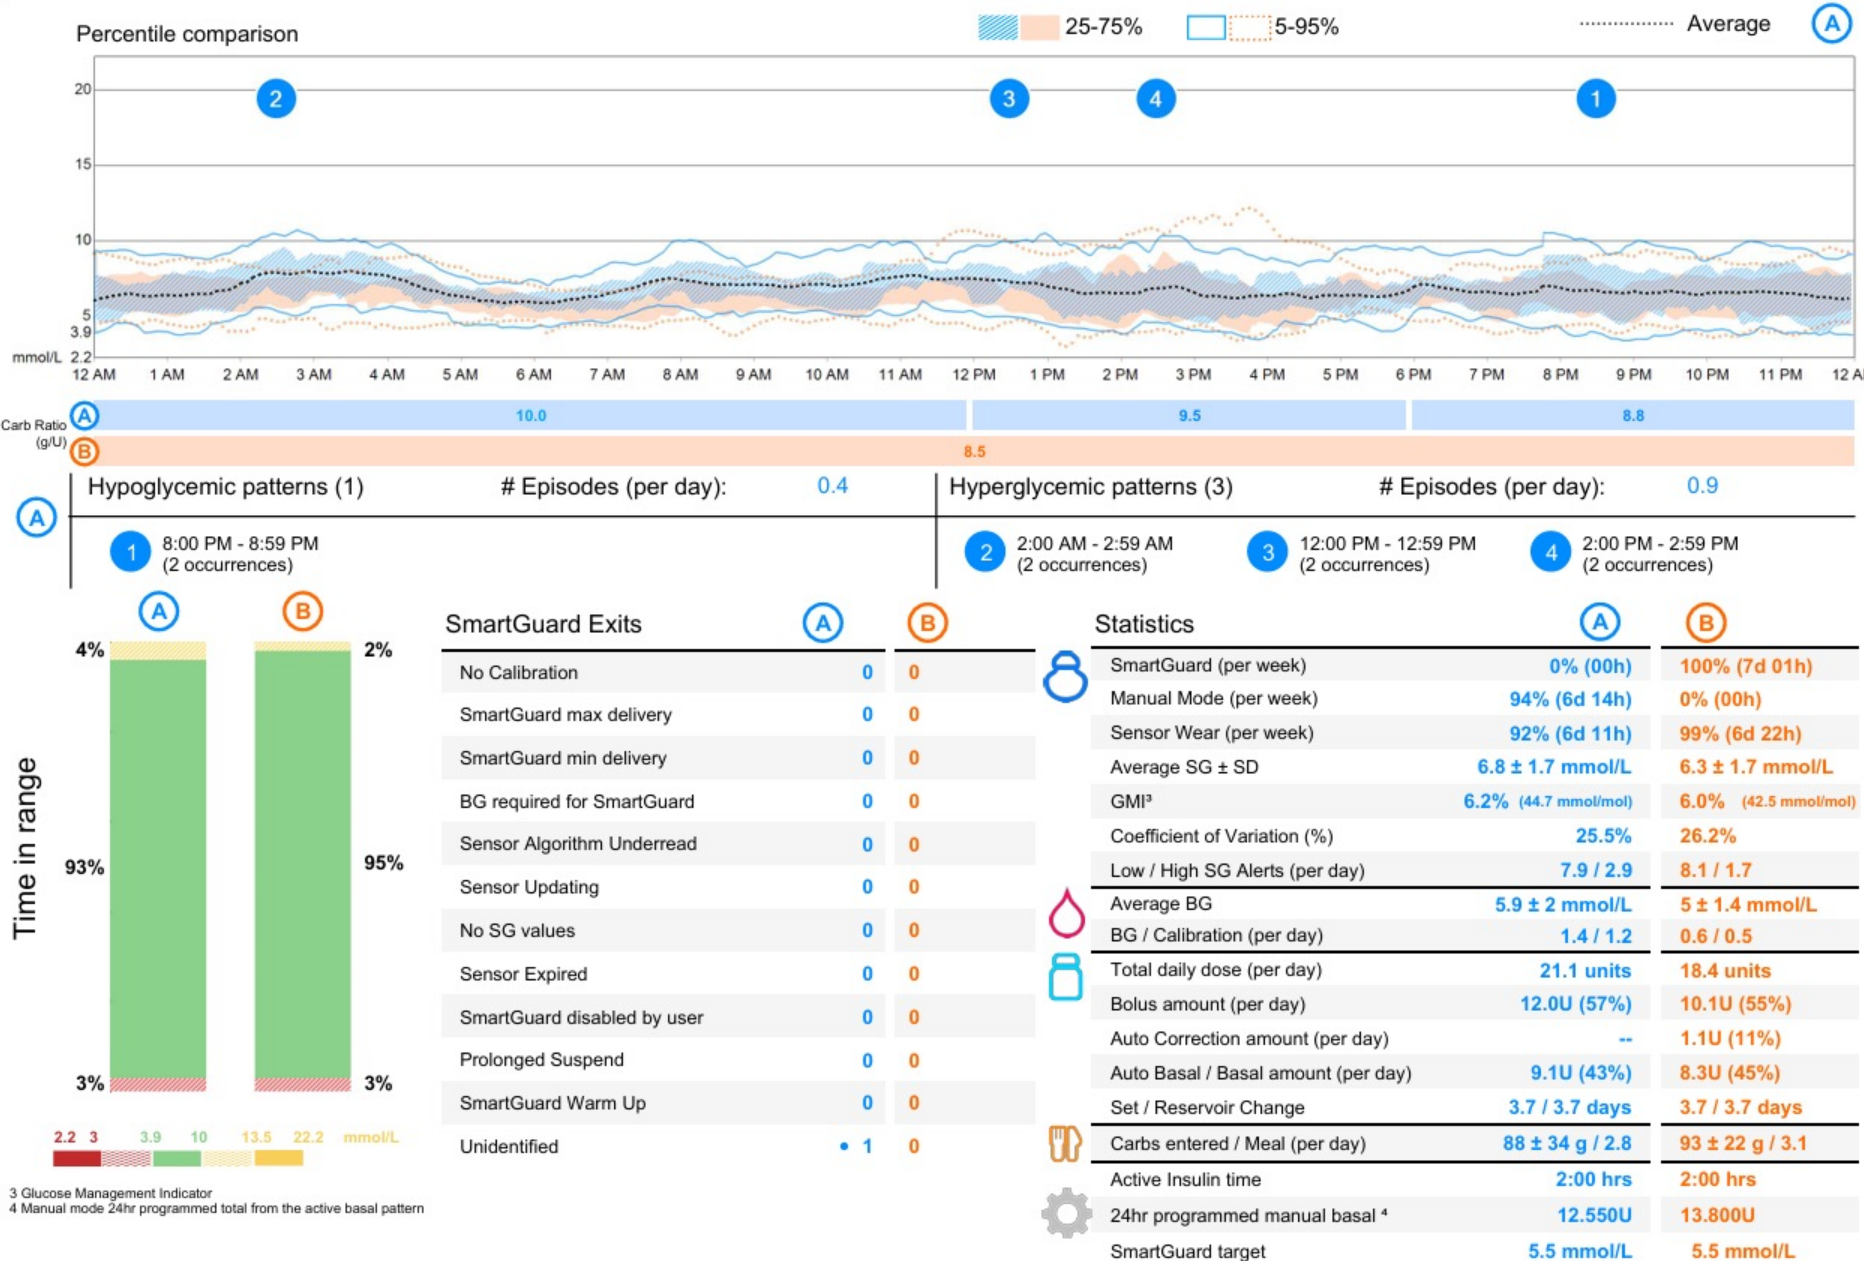 Percentile comparison
25-75%
5-95%
Average
A
20
15
10
5
3.9
mmol/L 2.2
2
3
4
1
12 AM 1 AM 2 AM 3 AM 4 AM 5 AM 6 AM 7 AM 8 AM 9 AM 10 AM 11 AM 12 PM 1 PM 2 PM 3 PM 4 PM 5 PM 6 PM 7 PM 8 PM 9 PM 10 PM 11 PM 12 A
Carb Ratio
(g/U)
A 10.0 9.5 8.8
B 8.5
A
Hypoglycemic patterns (1) # Episodes (per day): 0.4
1 8:00 PM - 8:59 PM
(2 occurrences)
Hyperglycemic patterns (3) # Episodes (per day): 0.9
2 2:00 AM - 2:59 AM
(2 occurrences)
3 12:00 PM - 12:59 PM
(2 occurrences)
4 2:00 PM - 2:59 PM
(2 occurrences)
Time in range
A B
4% 2%
93% 95%
3% 3%
2.2 3 3.9 10 13.5 22.2 mmol/L
3 Glucose Management Indicator
4 Manual mode 24hr programmed total from the active basal pattern
SmartGuard Exits A B
No Calibration 0 0
SmartGuard max delivery 0 0
SmartGuard min delivery 0 0
BG required for SmartGuard 0 0
Sensor Algorithm Underread 0 0
Sensor Updating 0 0
No SG values 0 0
Sensor Expired 0 0
SmartGuard disabled by user 0 0
Prolonged Suspend 0 0
SmartGuard Warm Up 0 0
Unidentified • 1 0
Statistics A B
SmartGuard (per week) 0% (00h) 100% (7d 01h)
Manual Mode (per week) 94% (6d 14h) 0% (00h)
Sensor Wear (per week) 92% (6d 11h) 99% (6d 22h)
Average SG ± SD 6.8 ± 1.7 mmol/L 6.3 ± 1.7 mmol/L
GMI³ 6.2% (44.7 mmol/mol) 6.0% (42.5 mmol/mol)
Coefficient of Variation (%) 25.5% 26.2%
Low / High SG Alerts (per day) 7.9 / 2.9 8.1 / 1.7
Average BG 5.9 ± 2 mmol/L 5 ± 1.4 mmol/L
BG / Calibration (per day) 1.4 / 1.2 0.6 / 0.5
Total daily dose (per day) 21.1 units 18.4 units
Bolus amount (per day) 12.0U (57%) 10.1U (55%)
Auto Correction amount (per day) -- 1.1U (11%)
Auto Basal / Basal amount (per day) 9.1U (43%) 8.3U (45%)
Set / Reservoir Change 3.7 / 3.7 days 3.7 / 3.7 days
Carbs entered / Meal (per day) 88 ± 34 g / 2.8 93 ± 22 g / 3.1
Active Insulin time 2:00 hrs 2:00 hrs
24hr programmed manual basal ⁴ 12.550U 13.800U
SmartGuard target 5.5 mmol/L 5.5 mmol/L